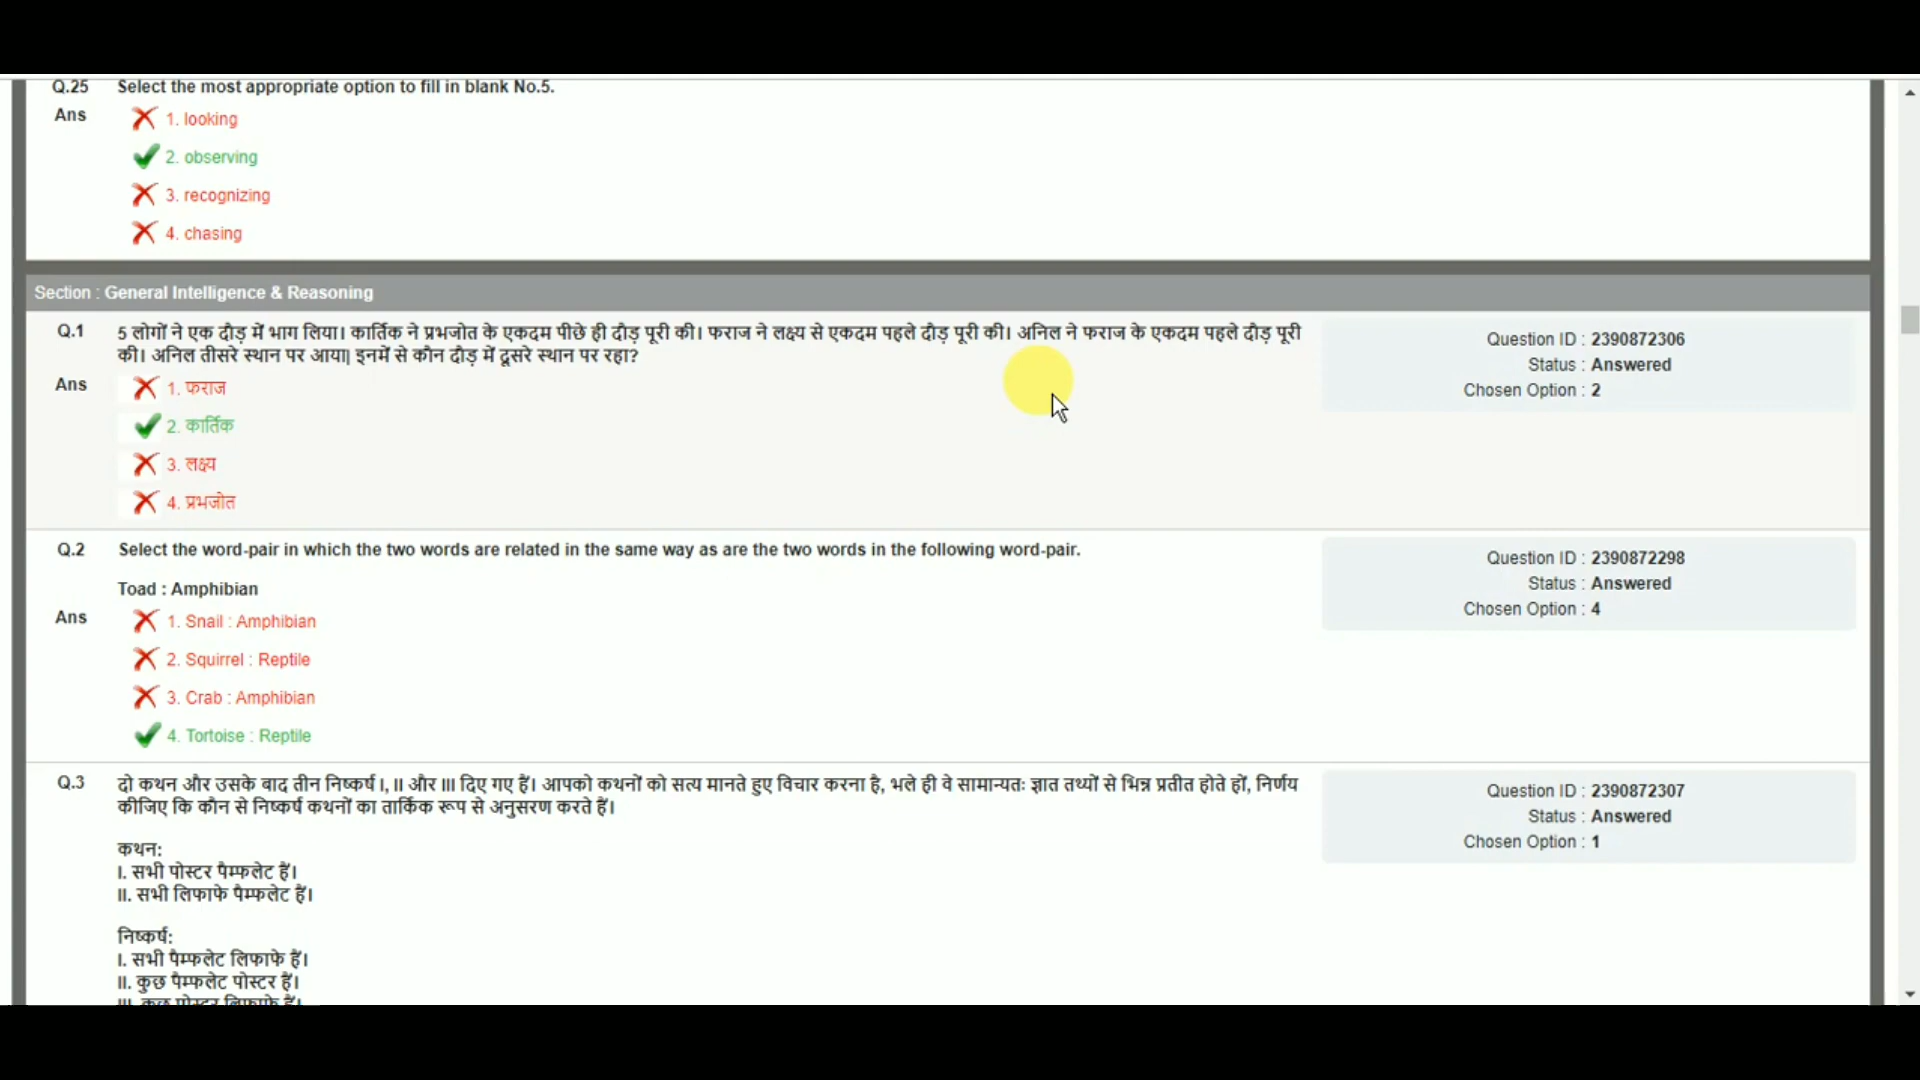 Q.25 Select the most appropriate option to fill in blank No.5.
Ans 1. looking
2. observing
3. recognizing
4. chasing
Section : General Intelligence & Reasoning
Q.1 5 लोगों ने एक दौड़ में भाग लिया। कार्तिक ने प्रभजोत के एकदम पीछे ही दौड़ पूरी की। फराज ने लक्ष्य से एकदम पहले दौड़ पूरी की। अनिल ने फराज के एकदम पहले दौड़ पूरी
की। अनिल तीसरे स्थान पर आया| इनमें से कौन दौड़ में दूसरे स्थान पर रहा?
Question ID : 2390872306
Status : Answered
Chosen Option : 2
Ans 1. फराज
2. कार्तिक
3. लक्ष्य
4. प्रभजोत
Q.2 Select the word-pair in which the two words are related in the same way as are the two words in the following word-pair.
Toad : Amphibian
Question ID : 2390872298
Status : Answered
Chosen Option : 4
Ans 1. Snail : Amphibian
2. Squirrel : Reptile
3. Crab : Amphibian
4. Tortoise : Reptile
Q.3 दो कथन और उसके बाद तीन निष्कर्ष I, II और III दिए गए हैं। आपको कथनों को सत्य मानते हुए विचार करना है, भले ही वे सामान्यतः ज्ञात तथ्यों से भिन्न प्रतीत होते हों, निर्णय
कीजिए कि कौन से निष्कर्ष कथनों का तार्किक रूप से अनुसरण करते हैं।
Question ID : 2390872307
Status : Answered
Chosen Option : 1
कथन:
I. सभी पोस्टर पैम्फलेट हैं।
II. सभी लिफाफे पैम्फलेट हैं।
निष्कर्ष:
I. सभी पैम्फलेट लिफाफे हैं।
II. कुछ पैम्फलेट पोस्टर हैं।
III. कुछ पोस्टर लिफाफे हैं।